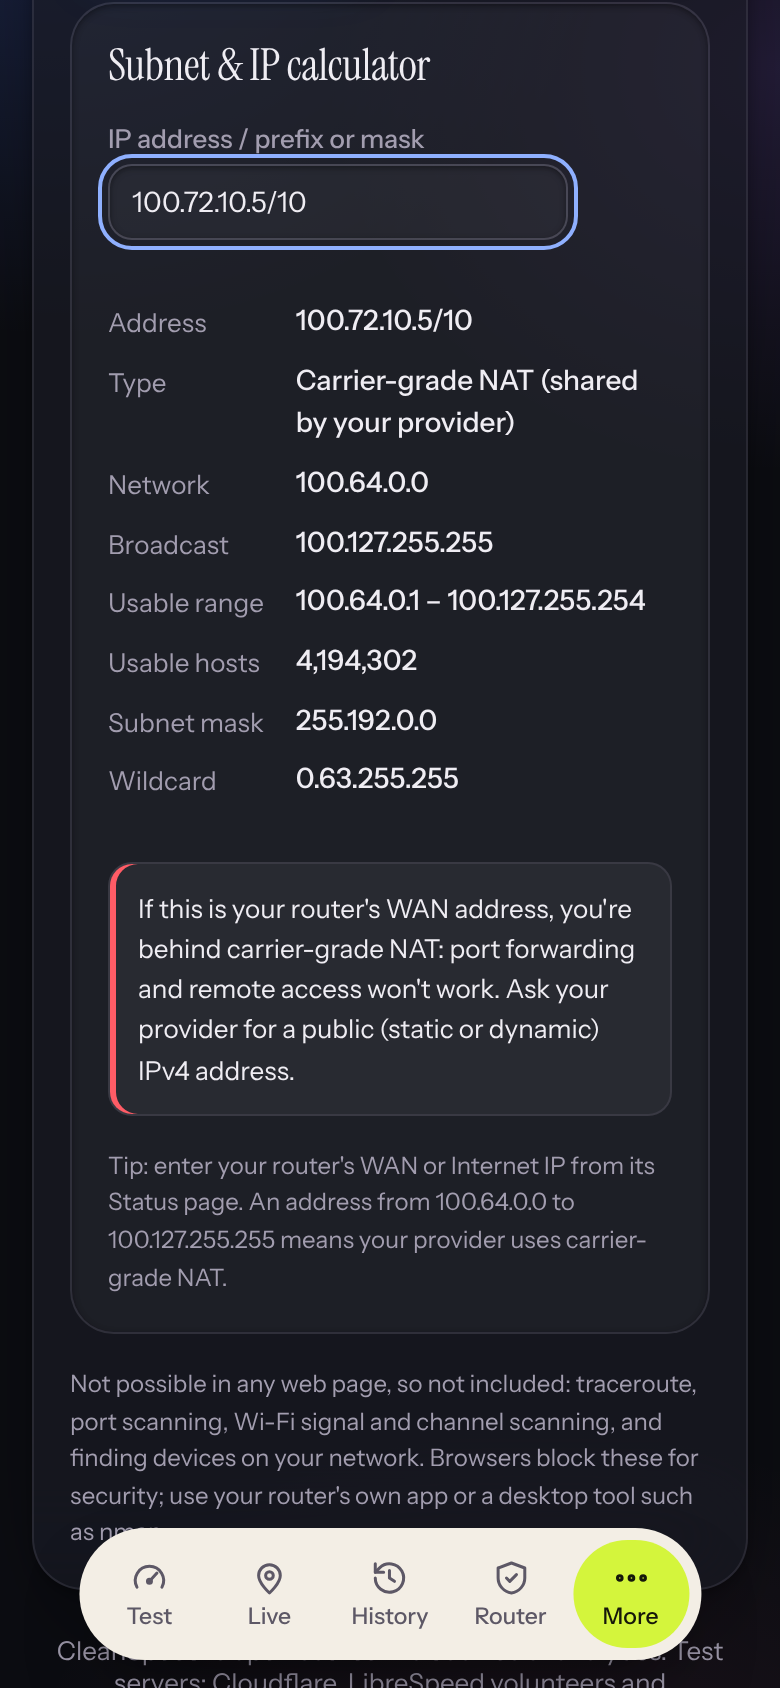 Subnet & IP calculator
IP address / prefix or mask
100.72.10.5/10
Address 100.72.10.5/10
Type Carrier-grade NAT (shared
by your provider)
Network 100.64.0.0
Broadcast 100.127.255.255
Usable range 100.64.0.1 – 100.127.255.254
Usable hosts 4,194,302
Subnet mask 255.192.0.0
Wildcard 0.63.255.255
If this is your router's WAN address, you're
behind carrier-grade NAT: port forwarding
and remote access won't work. Ask your
provider for a public (static or dynamic)
IPv4 address.
Tip: enter your router's WAN or Internet IP from its
Status page. An address from 100.64.0.0 to
100.127.255.255 means your provider uses carrier-
grade NAT.
Not possible in any web page, so not included: traceroute,
port scanning, Wi-Fi signal and channel scanning, and
finding devices on your network. Browsers block these for
security; use your router's own app or a desktop tool such
as
Test Live History Router More
Test
servers: Cloudflare, LibreSpeed volunteers and